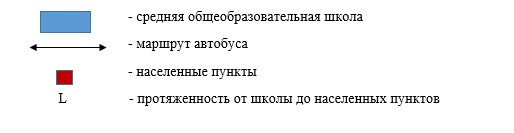 - средняя общеобразовательная школа
- маршрут автобуса
- населенные пункты
L - протяженность от школы до населенных пунктов